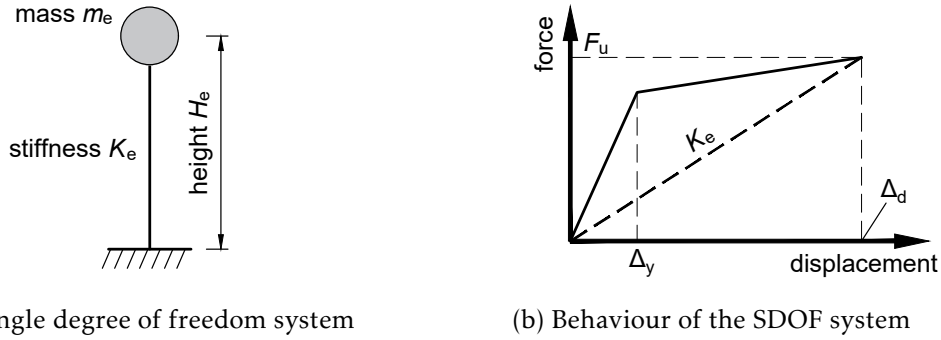 mass me
stiffness Ke
height He
force
Fu
Ke
Δd
Δy
displacement
ngle degree of freedom system
(b) Behaviour of the SDOF system